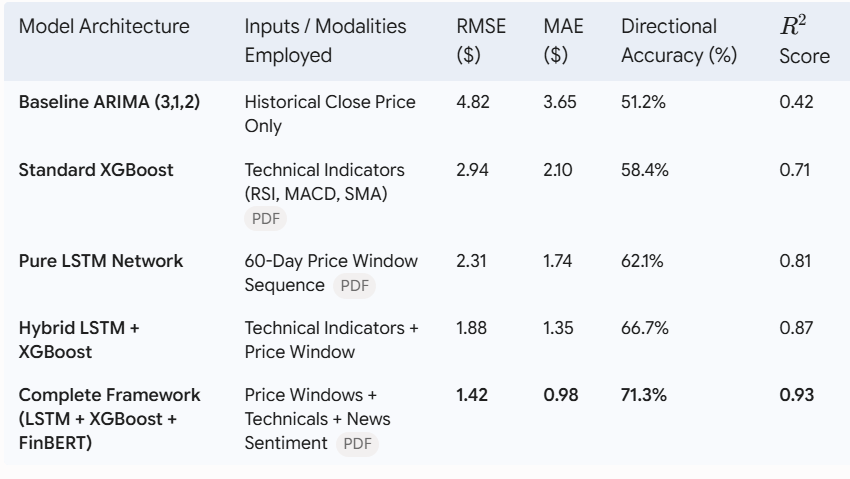 Model Architecture
Inputs / Modalities
Employed
RMSE
($)
MAE
($)
Directional
Accuracy (%)
R²
Score
Baseline ARIMA (3,1,2)
Historical Close Price
Only
4.82
3.65
51.2%
0.42
Standard XGBoost
Technical Indicators
(RSI, MACD, SMA)
PDF
2.94
2.10
58.4%
0.71
Pure LSTM Network
60-Day Price Window
Sequence PDF
2.31
1.74
62.1%
0.81
Hybrid LSTM +
XGBoost
Technical Indicators +
Price Window
1.88
1.35
66.7%
0.87
Complete Framework
(LSTM + XGBoost +
FinBERT)
Price Windows +
Technicals + News
Sentiment PDF
1.42
0.98
71.3%
0.93